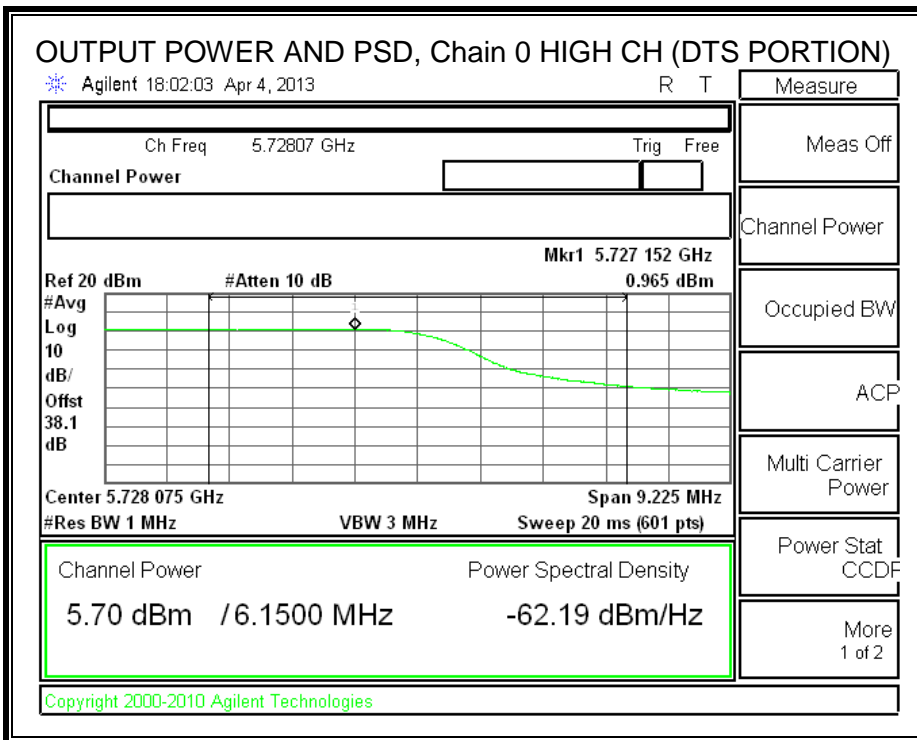 OUTPUT POWER AND PSD, Chain 0 HIGH CH (DTS PORTION)
Agilent 18:02:03 Apr 4, 2013 R T
Measure
Ch Freq 5.72807 GHz Trig Free
Channel Power
Mkr1 5.727 152 GHz
Ref 20 dBm #Atten 10 dB 0.965 dBm
#Avg
Log
10
dB/
Offst
38.1
dB
1
Center 5.728 075 GHz Span 9.225 MHz
#Res BW 1 MHz VBW 3 MHz Sweep 20 ms (601 pts)
Channel Power Power Spectral Density
5.70 dBm / 6.1500 MHz -62.19 dBm/Hz
Copyright 2000-2010 Agilent Technologies
Meas Off
Channel Power
Occupied BW
ACP
Multi Carrier
Power
Power Stat
CCDF
More
1 of 2